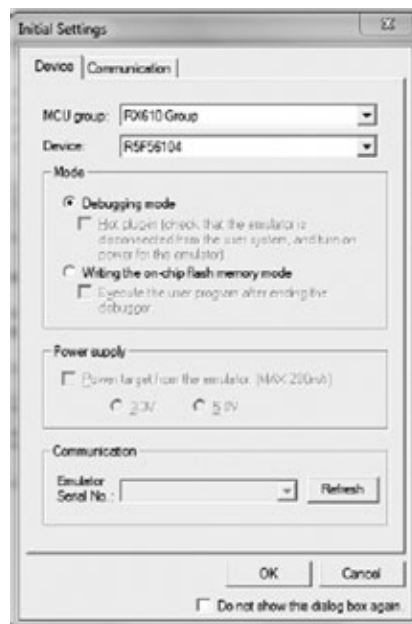 Initial Settings
Device Communication
MCU group: RX610 Group
Device: R5F56104
Mode
Debugging mode
Hot plug-in (check that the emulator is
disconnected from the user system, and turn on
power for the emulator)
Writing the on-chip flash memory mode
Execute the user program after ending the
debugger.
Power supply
Power target from the emulator. (MAX 200mA)
3.3V 5.0V
Communication
Emulator
Serial No.: Refresh
OK Cancel
Do not show this dialog box again.